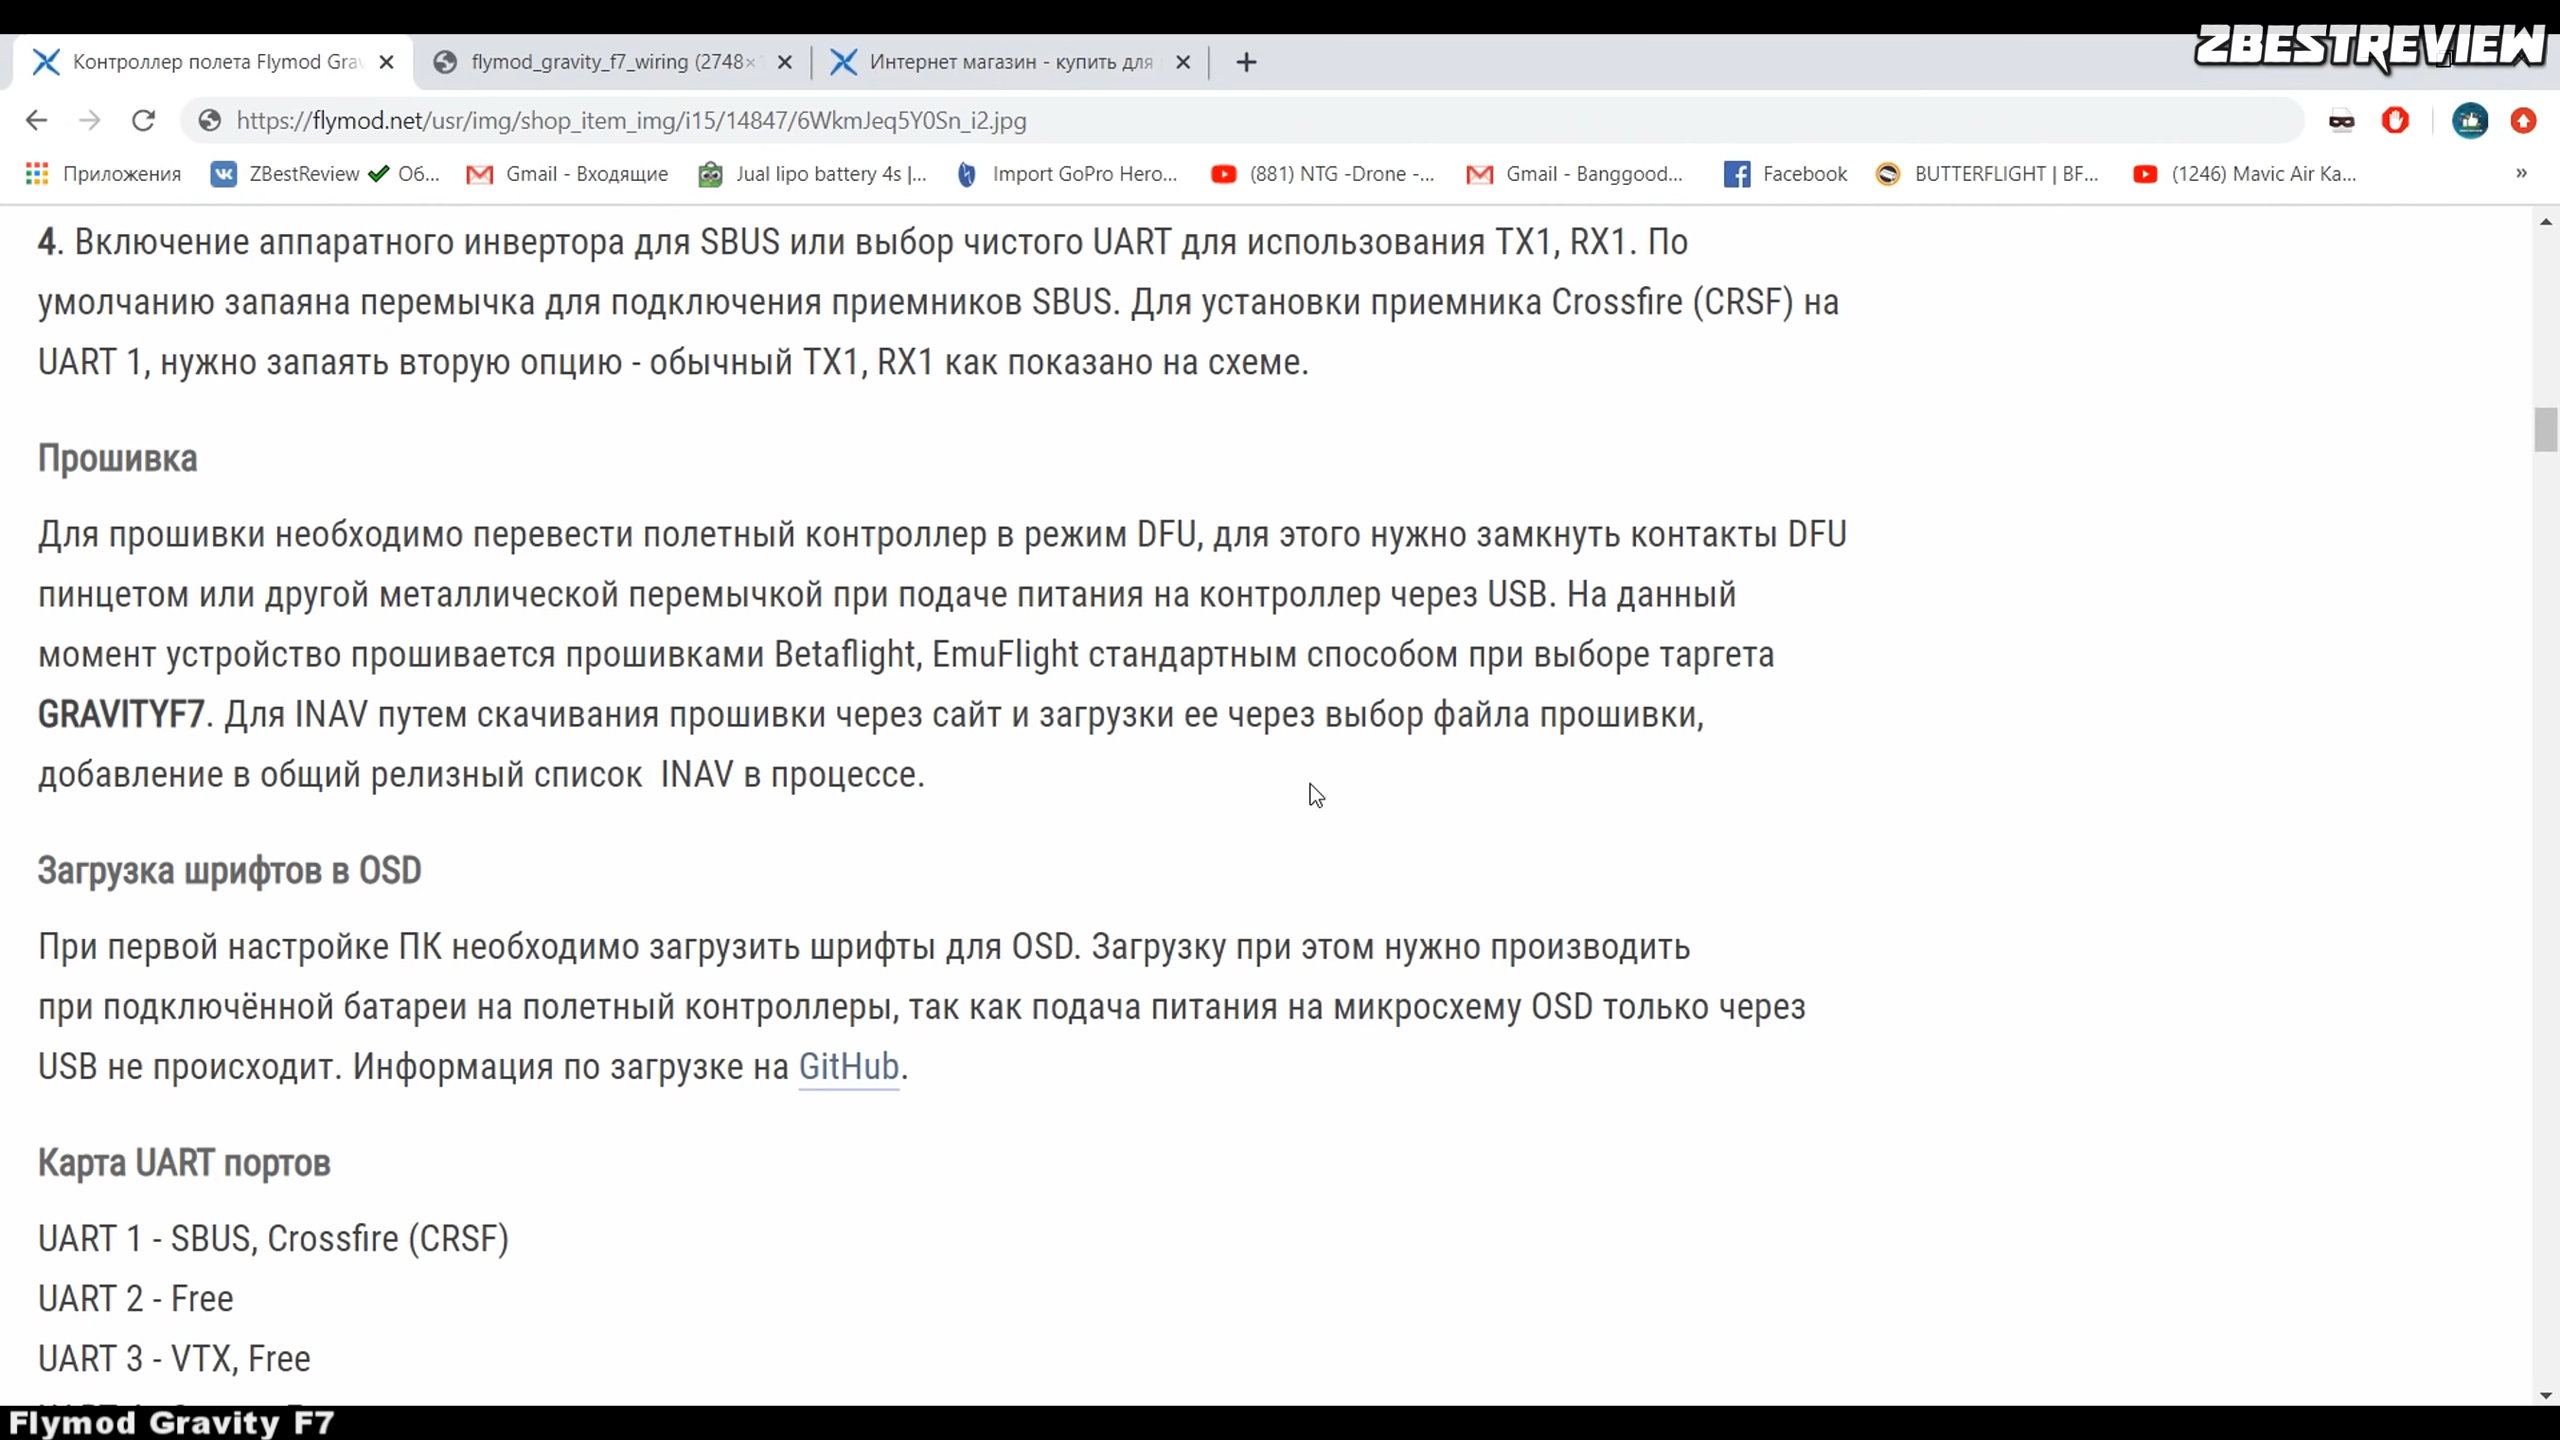 ZBESTREVIEW
Контроллер полета Flymod Gra
flymod_gravity_f7_wiring (2748×
Интернет магазин - купить для
https://flymod.net/usr/img/shop_item_img/i15/14847/6WkmJeq5Y0Sn_i2.jpg
Приложения
ZBestReview ✔ Об...
Gmail - Входящие
Jual lipo battery 4s |...
Import GoPro Hero...
(881) NTG -Drone -...
Gmail - Banggood...
Facebook
BUTTERFLIGHT | BF...
(1246) Mavic Air Ka...
»
4. Включение аппаратного инвертора для SBUS или выбор чистого UART для использования TX1, RX1. По
умолчанию запаяна перемычка для подключения приемников SBUS. Для установки приемника Crossfire (CRSF) на
UART 1, нужно запаять вторую опцию - обычный TX1, RX1 как показано на схеме.
Прошивка
Для прошивки необходимо перевести полетный контроллер в режим DFU, для этого нужно замкнуть контакты DFU
пинцетом или другой металлической перемычкой при подаче питания на контроллер через USB. На данный
момент устройство прошивается прошивками Betaflight, EmuFlight стандартным способом при выборе таргета
GRAVITYF7. Для INAV путем скачивания прошивки через сайт и загрузки ее через выбор файла прошивки,
добавление в общий релизный список INAV в процессе.
Загрузка шрифтов в OSD
При первой настройке ПК необходимо загрузить шрифты для OSD. Загрузку при этом нужно производить
при подключённой батареи на полетный контроллеры, так как подача питания на микросхему OSD только через
USB не происходит. Информация по загрузке на GitHub.
Карта UART портов
UART 1 - SBUS, Crossfire (CRSF)
UART 2 - Free
UART 3 - VTX, Free
Flymod Gravity F7